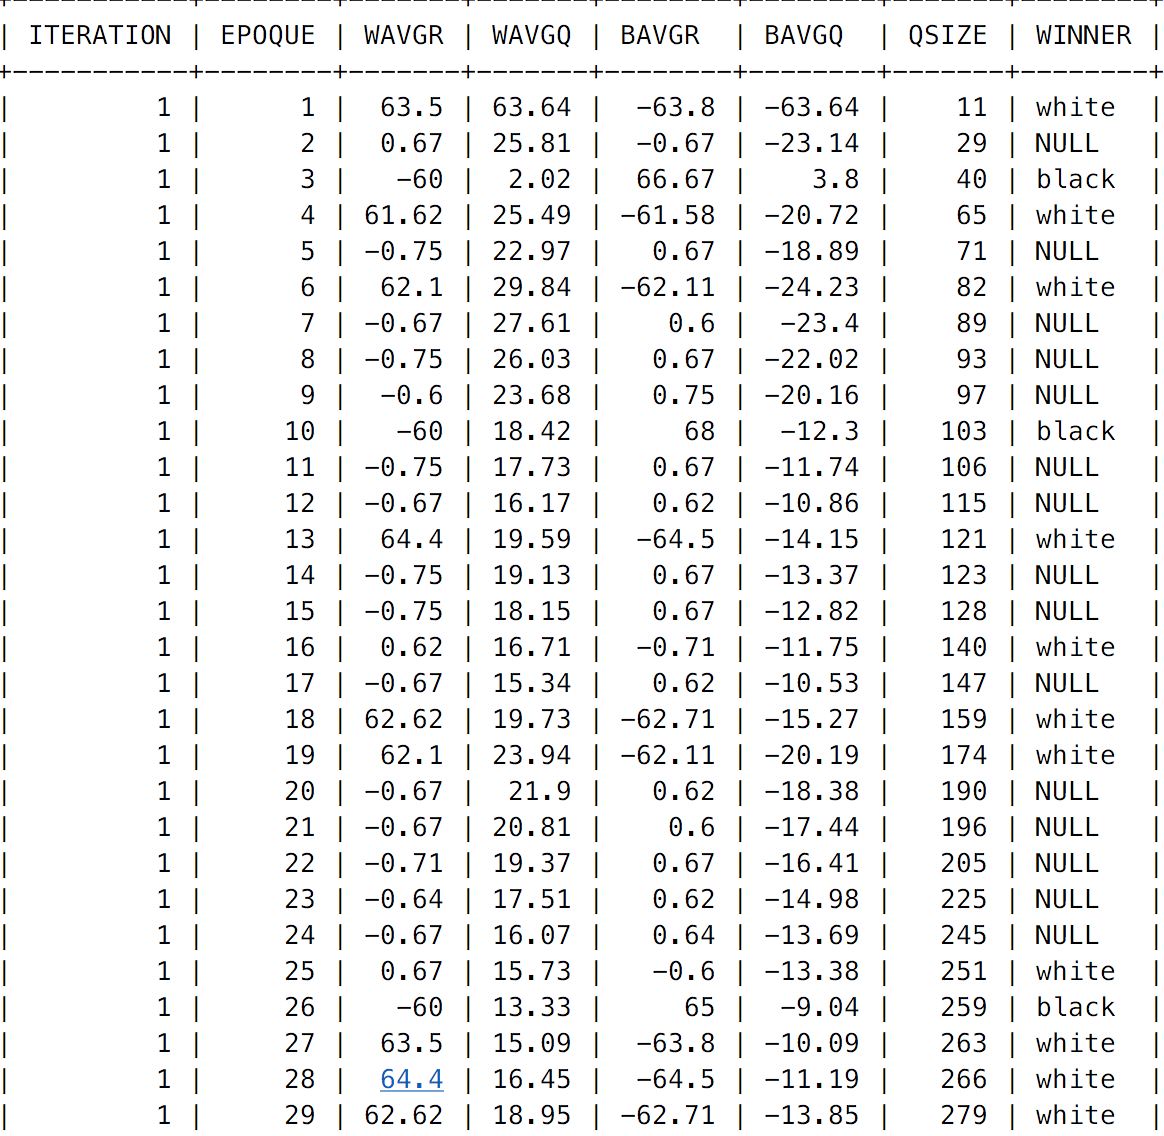 | ITERATION | EPOQUE | WAVGR | WAVGQ | BAVGR | BAVGQ | QSIZE | WINNER |
| 1 | 1 | 63.5 | 63.64 | -63.8 | -63.64 | 11 | white |
| 1 | 2 | 0.67 | 25.81 | -0.67 | -23.14 | 29 | NULL |
| 1 | 3 | -60 | 2.02 | 66.67 | 3.8 | 40 | black |
| 1 | 4 | 61.62 | 25.49 | -61.58 | -20.72 | 65 | white |
| 1 | 5 | -0.75 | 22.97 | 0.67 | -18.89 | 71 | NULL |
| 1 | 6 | 62.1 | 29.84 | -62.11 | -24.23 | 82 | white |
| 1 | 7 | -0.67 | 27.61 | 0.6 | -23.4 | 89 | NULL |
| 1 | 8 | -0.75 | 26.03 | 0.67 | -22.02 | 93 | NULL |
| 1 | 9 | -0.6 | 23.68 | 0.75 | -20.16 | 97 | NULL |
| 1 | 10 | -60 | 18.42 | 68 | -12.3 | 103 | black |
| 1 | 11 | -0.75 | 17.73 | 0.67 | -11.74 | 106 | NULL |
| 1 | 12 | -0.67 | 16.17 | 0.62 | -10.86 | 115 | NULL |
| 1 | 13 | 64.4 | 19.59 | -64.5 | -14.15 | 121 | white |
| 1 | 14 | -0.75 | 19.13 | 0.67 | -13.37 | 123 | NULL |
| 1 | 15 | -0.75 | 18.15 | 0.67 | -12.82 | 128 | NULL |
| 1 | 16 | 0.62 | 16.71 | -0.71 | -11.75 | 140 | white |
| 1 | 17 | -0.67 | 15.34 | 0.62 | -10.53 | 147 | NULL |
| 1 | 18 | 62.62 | 19.73 | -62.71 | -15.27 | 159 | white |
| 1 | 19 | 62.1 | 23.94 | -62.11 | -20.19 | 174 | white |
| 1 | 20 | -0.67 | 21.9 | 0.62 | -18.38 | 190 | NULL |
| 1 | 21 | -0.67 | 20.81 | 0.6 | -17.44 | 196 | NULL |
| 1 | 22 | -0.71 | 19.37 | 0.67 | -16.41 | 205 | NULL |
| 1 | 23 | -0.64 | 17.51 | 0.62 | -14.98 | 225 | NULL |
| 1 | 24 | -0.67 | 16.07 | 0.64 | -13.69 | 245 | NULL |
| 1 | 25 | 0.67 | 15.73 | -0.6 | -13.38 | 251 | white |
| 1 | 26 | -60 | 13.33 | 65 | -9.04 | 259 | black |
| 1 | 27 | 63.5 | 15.09 | -63.8 | -10.09 | 263 | white |
| 1 | 28 | 64.4 | 16.45 | -64.5 | -11.19 | 266 | white |
| 1 | 29 | 62.62 | 18.95 | -62.71 | -13.85 | 279 | white |